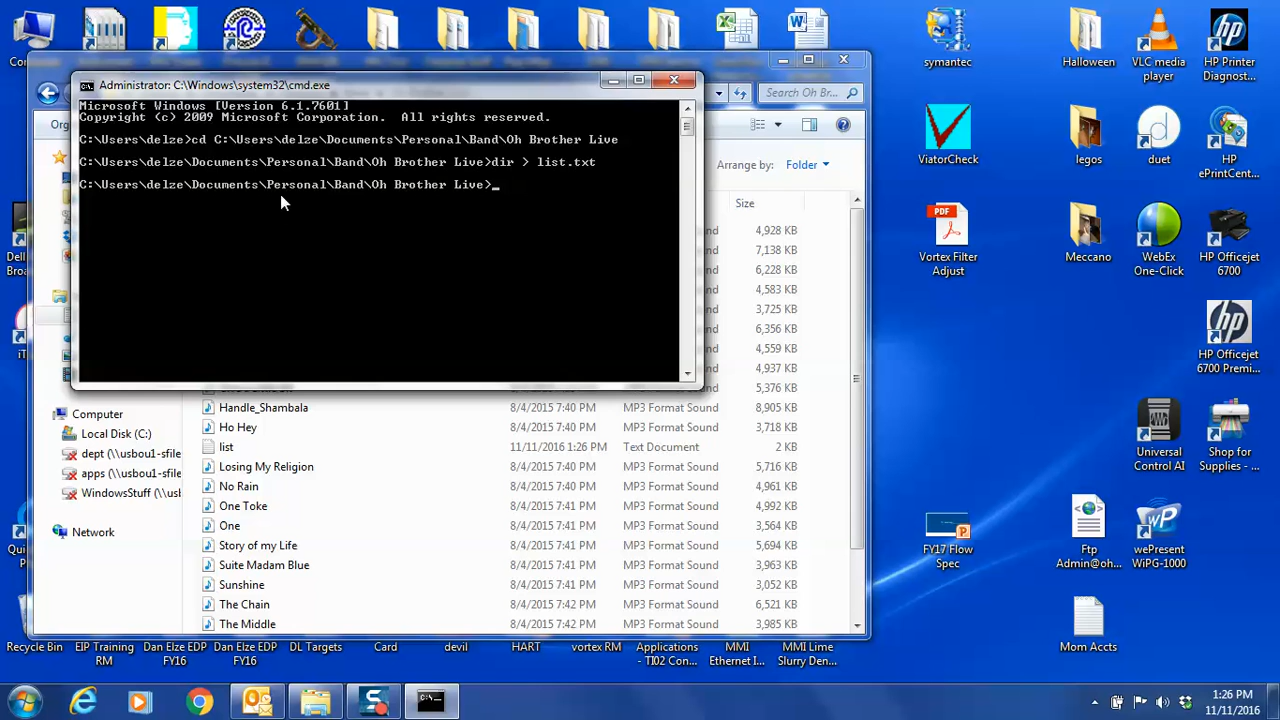 symantec
Halloween
VLC media
player
HP Printer
Diagnost...
Administrator: C:\Windows\system32\cmd.exe
Search Oh Br...
Microsoft Windows [Version 6.1.7601]
Copyright (c) 2009 Microsoft Corporation.  All rights reserved.
C:\Users\delze>cd C:\Users\delze\Documents\Personal\Band\Oh Brother Live
C:\Users\delze\Documents\Personal\Band\Oh Brother Live>dir > list.txt
C:\Users\delze\Documents\Personal\Band\Oh Brother Live>_
Org
Arrange by: Folder
ViatorCheck
legos
duet
HP
ePrintCent...
Size
4,928 KB
7,138 KB
6,228 KB
4,583 KB
3,725 KB
6,356 KB
4,559 KB
4,937 KB
5,376 KB
PDF
Vortex Filter
Adjust
Meccano
WebEx
One-Click
HP Officejet
6700
HP Officejet
6700 Premi...
Handle_Shambala 8/4/2015 7:40 PM MP3 Format Sound 8,905 KB
Ho Hey 8/4/2015 7:40 PM MP3 Format Sound 3,718 KB
list 11/11/2016 1:26 PM Text Document 2 KB
Losing My Religion 8/4/2015 7:40 PM MP3 Format Sound 5,716 KB
No Rain 8/4/2015 7:40 PM MP3 Format Sound 4,961 KB
One Toke 8/4/2015 7:40 PM MP3 Format Sound 4,992 KB
One 8/4/2015 7:40 PM MP3 Format Sound 3,564 KB
Story of my Life 8/4/2015 7:41 PM MP3 Format Sound 5,694 KB
Suite Madam Blue 8/4/2015 7:41 PM MP3 Format Sound 3,963 KB
Sunshine 8/4/2015 7:41 PM MP3 Format Sound 3,052 KB
The Chain 8/4/2015 7:42 PM MP3 Format Sound 6,521 KB
The Middle 8/4/2015 7:42 PM MP3 Format Sound 3,985 KB
Computer
Local Disk (C:)
dept (\\usbou1-sfile
apps (\\usbou1-sfile
WindowsStuff (\\usb
Network
Universal
Control AI
Shop for
Supplies - ...
FY17 Flow
Spec
Ftp
Admin@oh...
wePresent
WiPG-1000
Mom Accts
Recycle Bin
EIP Training
RM
Dan Elze EDP
FY16
Dan Elze EDP
FY16
DL Targets
Card
devil
HART
vortex RM
Applications
- TI02 Con...
MMI
Ethernet I...
MMI Lime
Slurry Den...
1:26 PM
11/11/2016